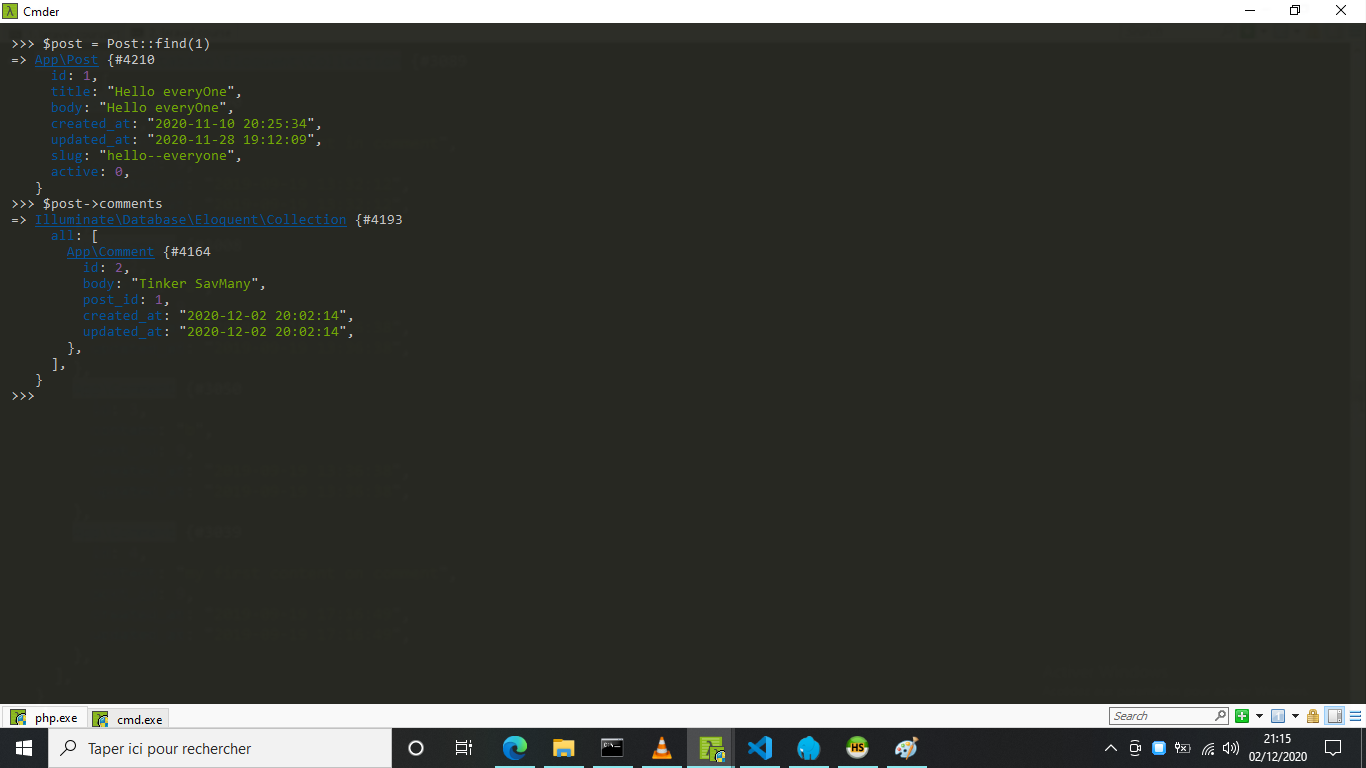 Cmder
>>> $post = Post::find(1)
=> App\Post {#4210
id: 1,
title: "Hello everyOne",
body: "Hello everyOne",
created_at: "2020-11-10 20:25:34",
updated_at: "2020-11-28 19:12:09",
slug: "hello--everyone",
active: 0,
}
>>> $post->comments
=> Illuminate\Database\Eloquent\Collection {#4193
all: [
App\Comment {#4164
id: 2,
body: "Tinker SavMany",
post_id: 1,
created_at: "2020-12-02 20:02:14",
updated_at: "2020-12-02 20:02:14",
},
],
}
>>>
php.exe
cmd.exe
Search
Taper ici pour rechercher
HS
21:15
02/12/2020